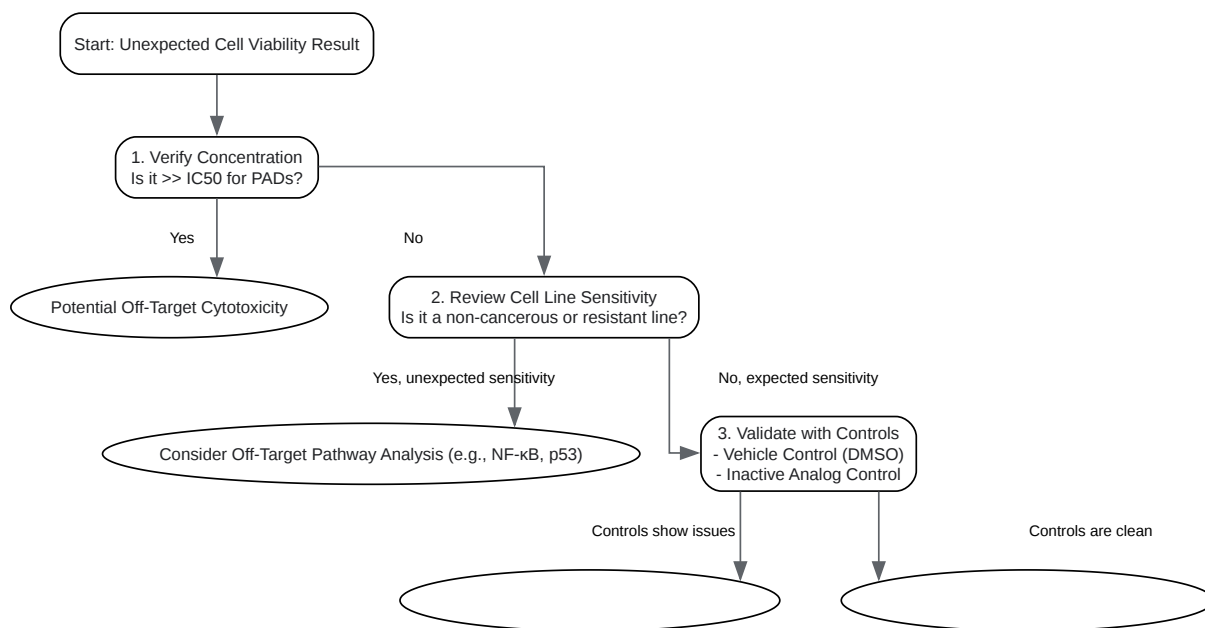 Start: Unexpected Cell Viability Result
1. Verify Concentration
Is it >> IC50 for PADs?
Yes
No
Potential Off-Target Cytotoxicity
2. Review Cell Line Sensitivity
Is it a non-cancerous or resistant line?
Yes, unexpected sensitivity
No, expected sensitivity
Consider Off-Target Pathway Analysis (e.g., NF-κB, p53)
3. Validate with Controls
- Vehicle Control (DMSO)
- Inactive Analog Control
Controls show issues
Controls are clean